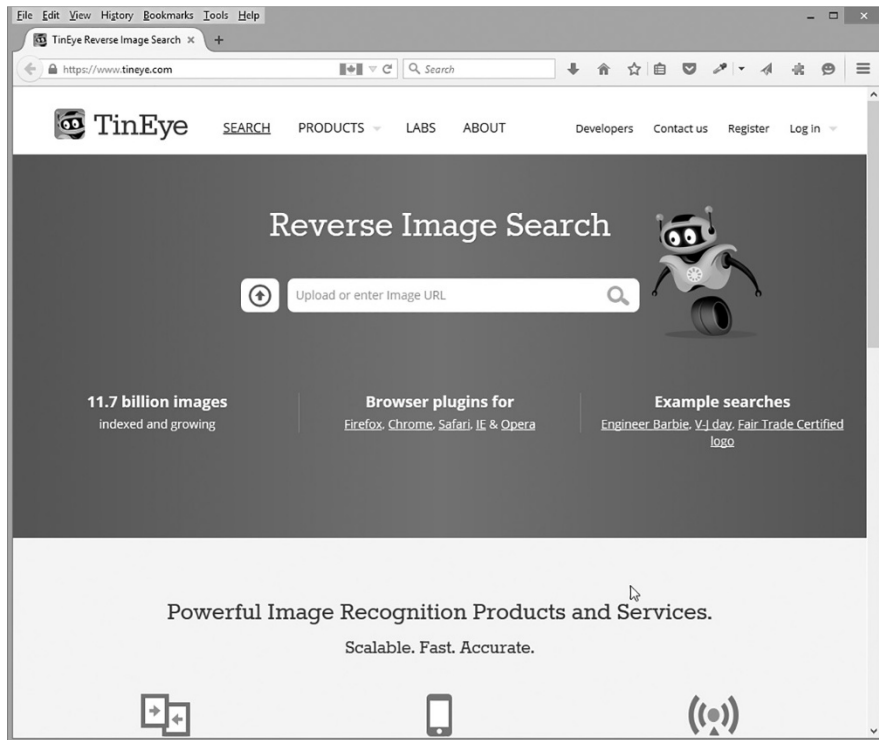 File Edit View History Bookmarks Tools Help
TinEye Reverse Image Search × +
https://www.tineye.com Search
TinEye SEARCH PRODUCTS LABS ABOUT Developers Contact us Register Log in
Reverse Image Search
Upload or enter Image URL
11.7 billion images
indexed and growing
Browser plugins for
Firefox, Chrome, Safari, IE & Opera
Example searches
Engineer Barbie, V-J day, Fair Trade Certified
logo
Powerful Image Recognition Products and Services.
Scalable. Fast. Accurate.